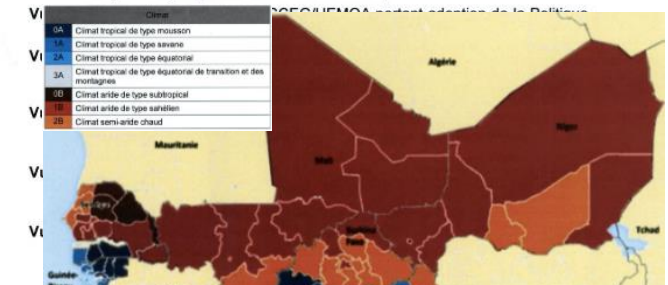 Climat
0A Climat tropical de type mousson
1A Climat tropical de type savane
2A Climat tropical de type équatorial
3A Climat tropical de type équatorial de transition et des
montagnes
0B Climat aride de type subtropical
1B Climat aride de type sahélien
2B Climat semi-aride chaud
portant adoption de la Politique
Algérie
Niger
Mauritanie
Mali
Burkina
Faso
Tchad
Guinée-